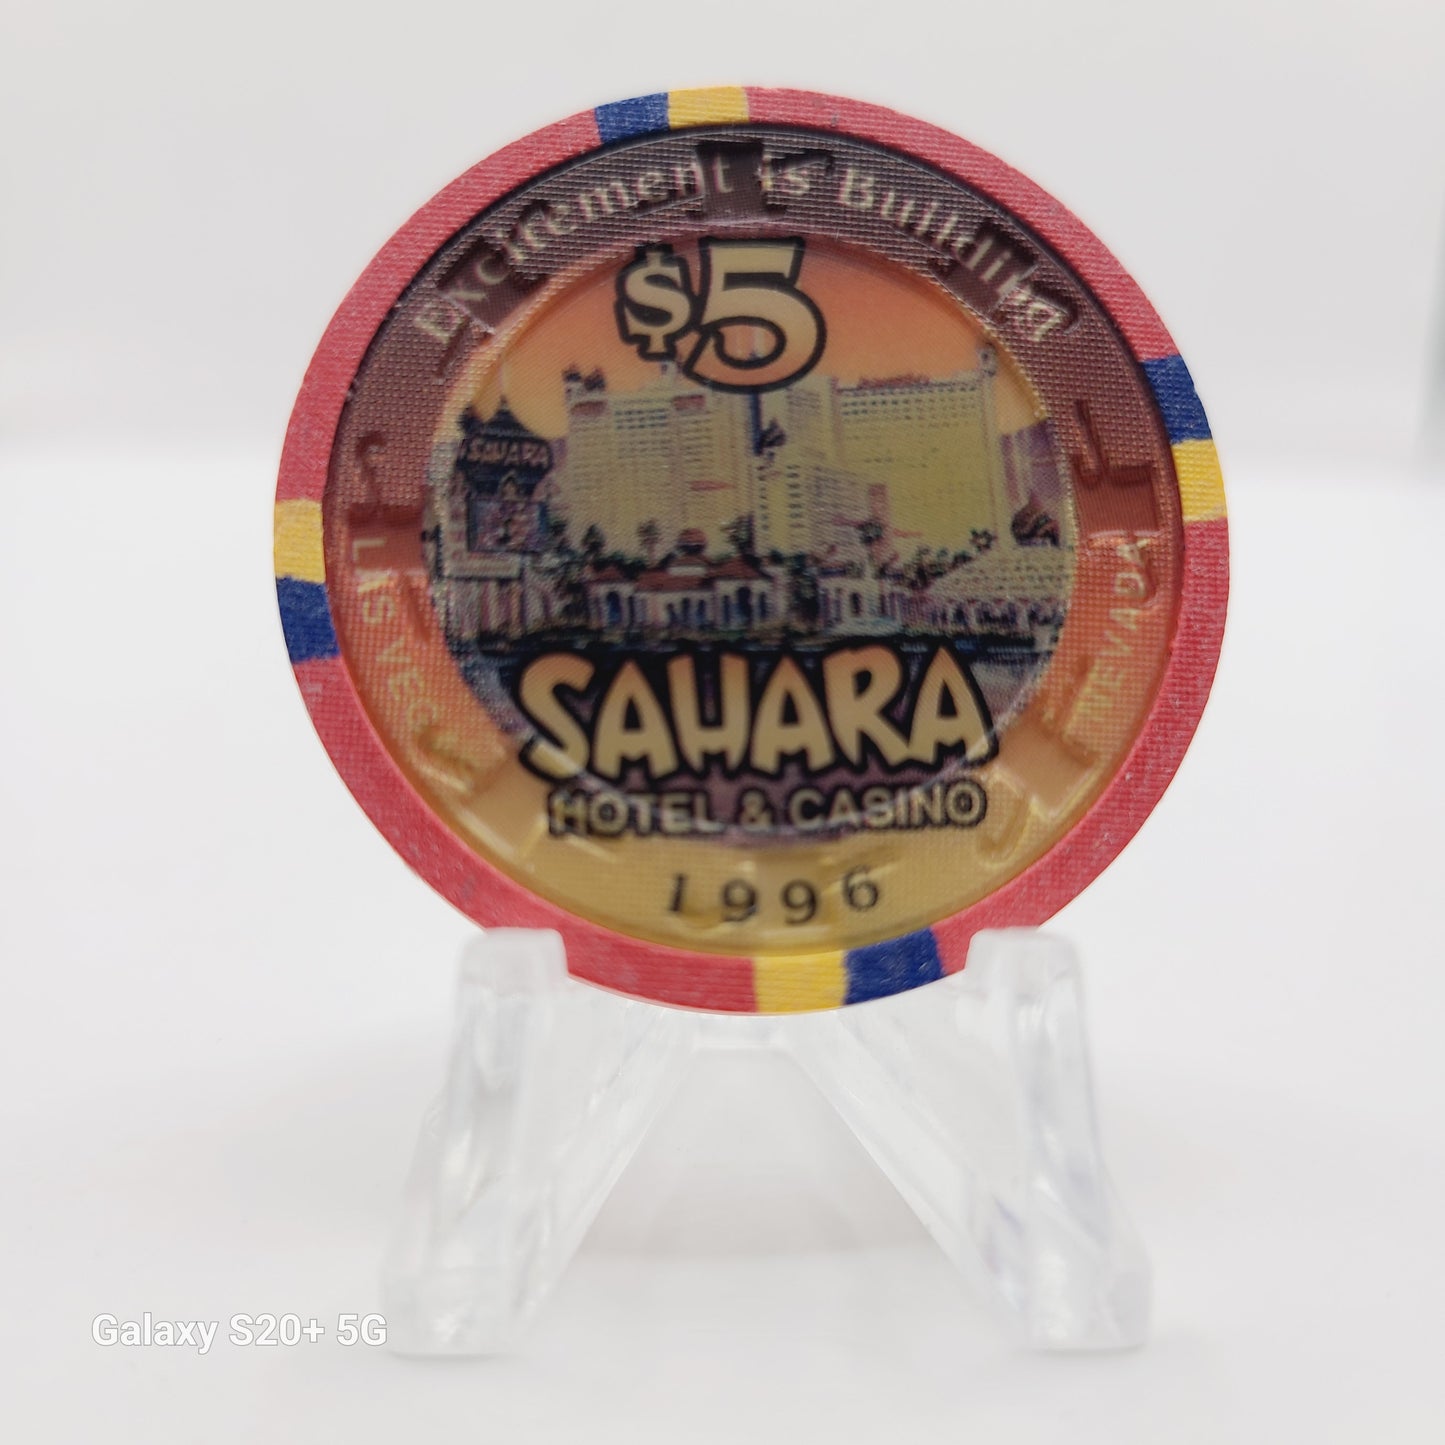 Excitement is Building
$5
SAHARA
LAS VEGAS
NEVADA
SAHARA
HOTEL & CASINO
1996
Galaxy S20+ 5G